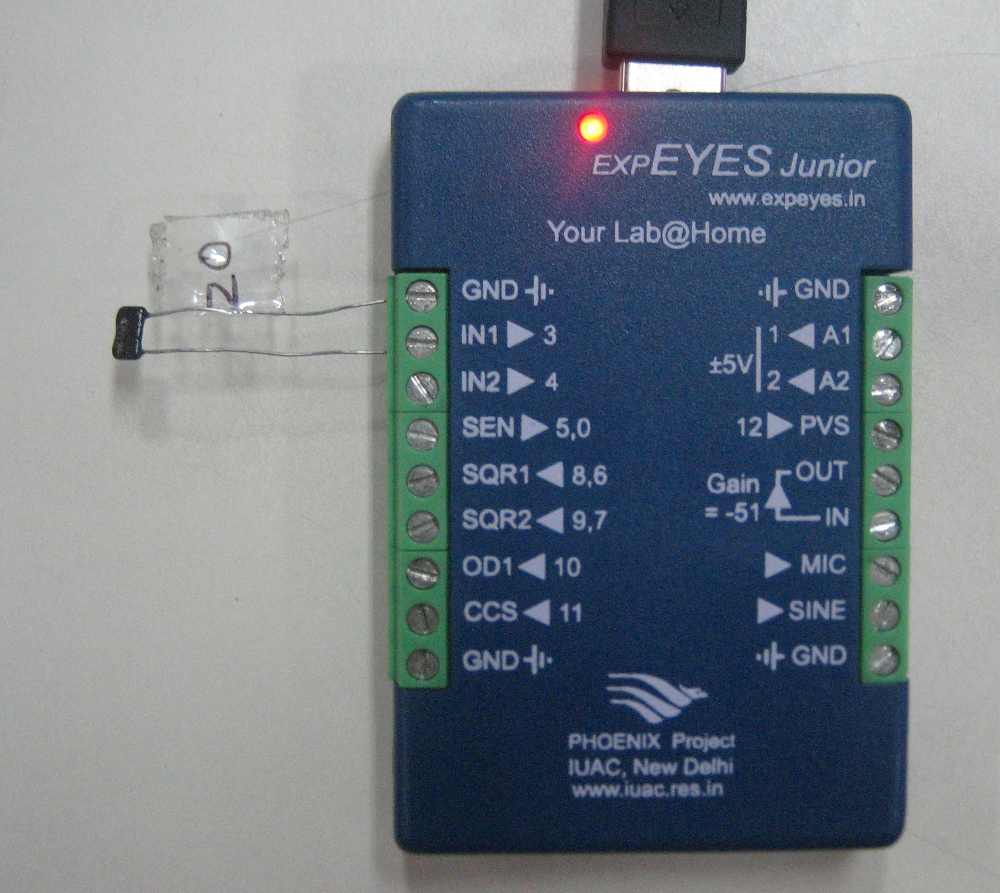 EXPEYES Junior
www.expeyes.in
Your Lab@Home
20
GND
IN1 3
IN2 4
SEN 5,0
SQR1 8,6
SQR2 9,7
OD1 10
CCS 11
GND
GND
1 A1
±5V
2 A2
12 PVS
OUT
Gain
= -51
IN
MIC
SINE
GND
PHOENIX Project
IUAC, New Delhi
www.iuac.res.in